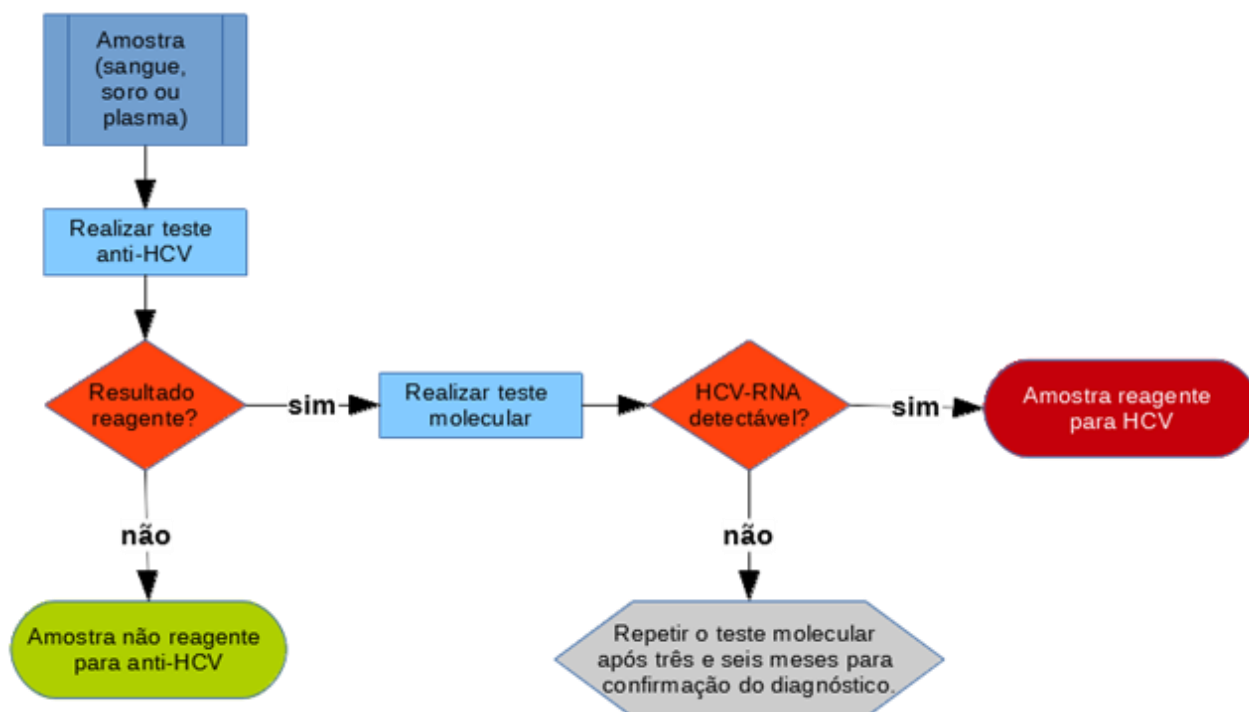 Amostra
(sangue,
soro ou
plasma)
Realizar teste
anti-HCV
Resultado
reagente?
sim
Realizar teste
molecular
HCV-RNA
detectável?
sim
Amostra reagente
para HCV
não
não
Amostra não reagente
para anti-HCV
Repetir o teste molecular
após três e seis meses para
confirmação do diagnóstico.